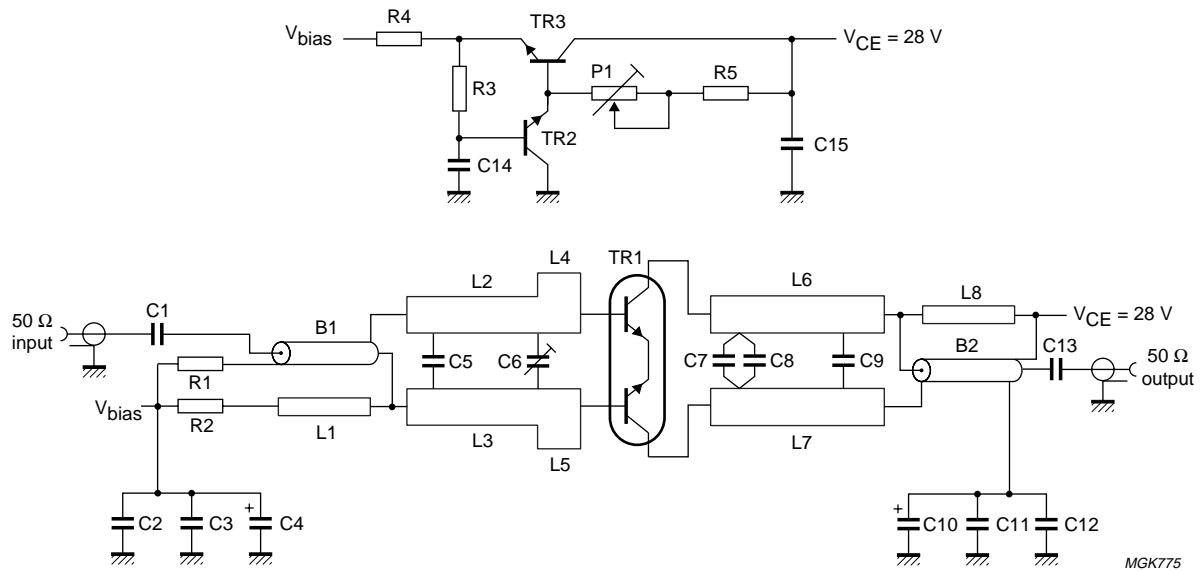 R4
TR3
V_bias
V_CE = 28 V
P1
R5
R3
TR2
C14
C15
L4
TR1
L2
L6
L8
C1
50 Ω
input
B1
V_CE = 28 V
C5
C6
C7
C8
C9
B2
C13
50 Ω
output
R1
V_bias
R2
L1
L3
L7
L5
+
C2
C3
C4
+
C10
C11
C12
MGK775